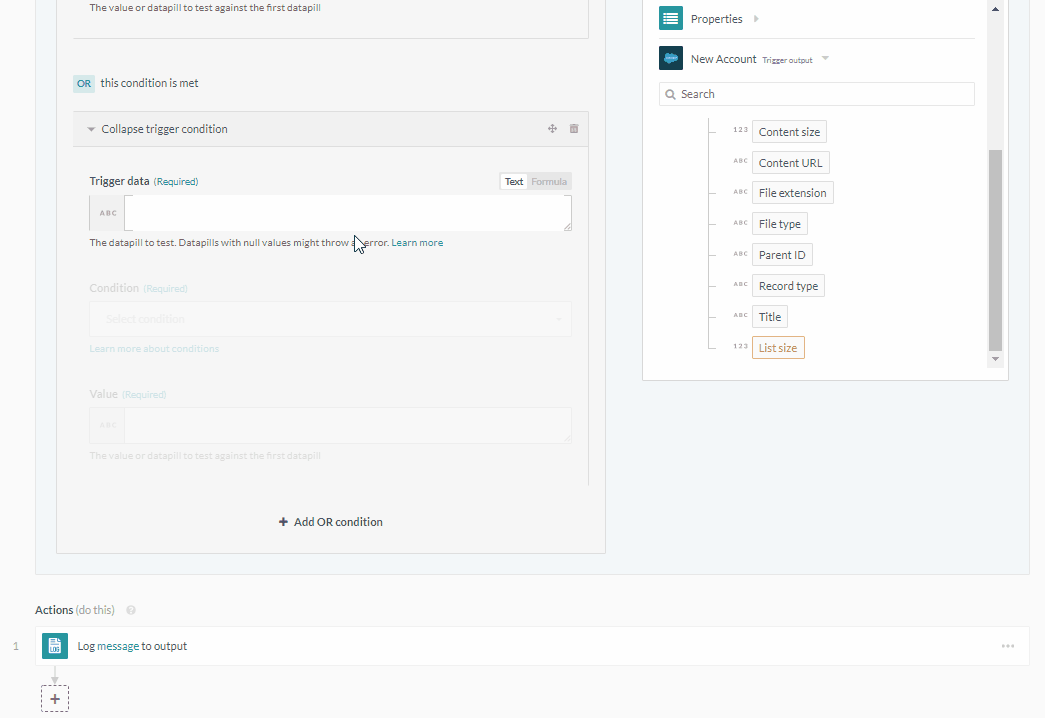 The value or datapill to test against the first datapill
OR this condition is met
Collapse trigger condition
Trigger data (Required)
Text Formula
ABC
The datapill to test. Datapills with null values might throw error. Learn more
Condition (Required)
Select condition
Learn more about conditions
Value (Required)
ABC
The value or datapill to test against the first datapill
+ Add OR condition
Properties
New Account Trigger output
Search
123 Content size
ABC Content URL
ABC File extension
ABC File type
ABC Parent ID
ABC Record type
ABC Title
123 List size
Actions (do this) ?
1 LOG Log message to output
+